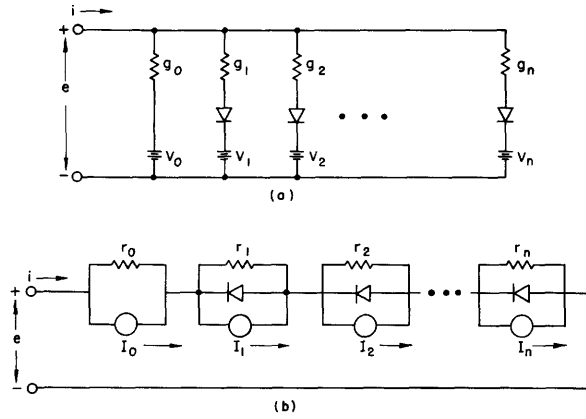 i
+
g₀ g₁ g₂ gₙ
e
V₀ V₁ V₂ • • • Vₙ
−
(a)
r₀ r₁ r₂ rₙ
i
+
• • •
e
I₀ I₁ I₂ Iₙ
−
(b)